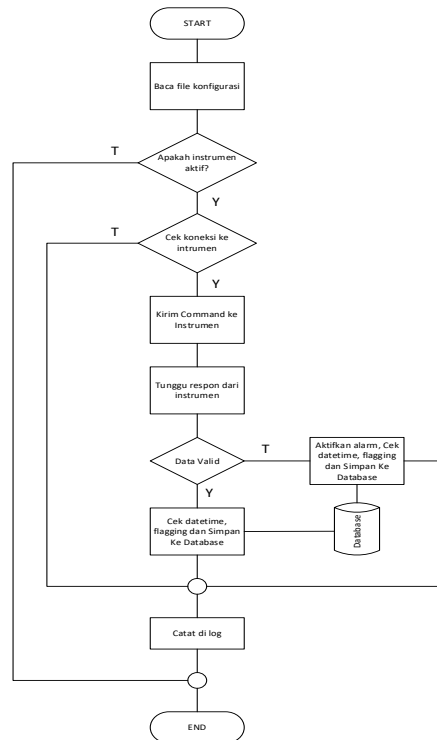 START
Baca file konfigurasi
T
Apakah instrumen
aktif?
Y
T
Cek koneksi ke
intrumen
Y
Kirim Command ke
Instrumen
Tunggu respon dari
instrumen
Data Valid
T
Aktifkan alarm, Cek
datetime, flagging
dan Simpan Ke
Database
Y
Cek datetime,
flagging dan Simpan
Ke Database
Database
Catat di log
END